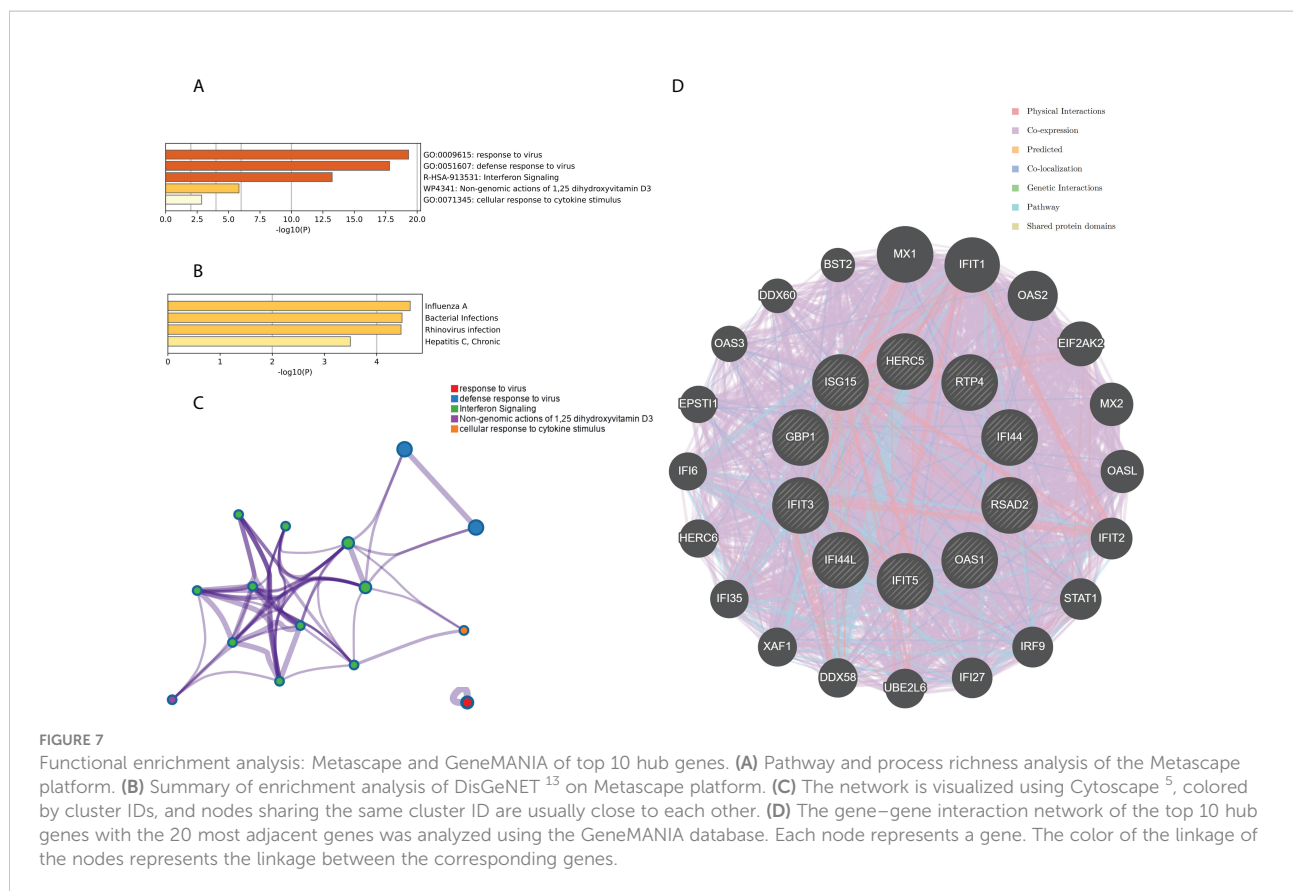 A
GO:0009615: response to virus
GO:0051607: defense response to virus
R-HSA-913531: Interferon Signaling
WP4341: Non-genomic actions of 1,25 dihydroxyvitamin D3
GO:0071345: cellular response to cytokine stimulus
0.0 2.5 5.0 7.5 10.0 12.5 15.0 17.5 20.0
-log10(P)
B
Influenza A
Bacterial Infections
Rhinovirus infection
Hepatitis C, Chronic
0 1 2 3 4
-log10(P)
C
response to virus
defense response to virus
Interferon Signaling
Non-genomic actions of 1,25 dihydroxyvitamin D3
cellular response to cytokine stimulus
D
Physical Interactions
Co-expression
Predicted
Co-localization
Genetic Interactions
Pathway
Shared protein domains
MX1
IFIT1
OAS2
EIF2AK2
MX2
OASL
IFIT2
STAT1
IRF9
IFI27
UBE2L6
DDX58
XAF1
IFI35
HERC6
IFI6
EPSTI1
OAS3
DDX60
BST2
HERC5
RTP4
IFI44
RSAD2
OAS1
IFIT5
IFI44L
IFIT3
GBP1
ISG15
FIGURE 7
Functional enrichment analysis: Metascape and GeneMANIA of top 10 hub genes. (A) Pathway and process richness analysis of the Metascape
platform. (B) Summary of enrichment analysis of DisGeNET 13 on Metascape platform. (C) The network is visualized using Cytoscape 5, colored
by cluster IDs, and nodes sharing the same cluster ID are usually close to each other. (D) The gene–gene interaction network of the top 10 hub
genes with the 20 most adjacent genes was analyzed using the GeneMANIA database. Each node represents a gene. The color of the linkage of
the nodes represents the linkage between the corresponding genes.